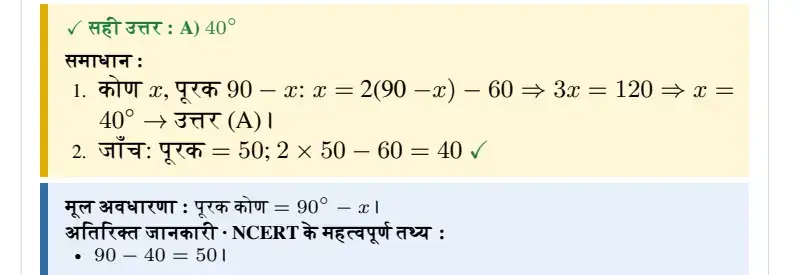 ✓ सही उत्तर : A) 40°
समाधान :
1. कोण x, पूरक 90 − x: x = 2(90 −x) − 60 ⇒ 3x = 120 ⇒ x =
40° → उत्तर (A)।
2. जाँच: पूरक = 50; 2 × 50 − 60 = 40 ✓
मूल अवधारणा : पूरक कोण = 90° − x।
अतिरिक्त जानकारी · NCERT के महत्वपूर्ण तथ्य :
• 90 − 40 = 50।